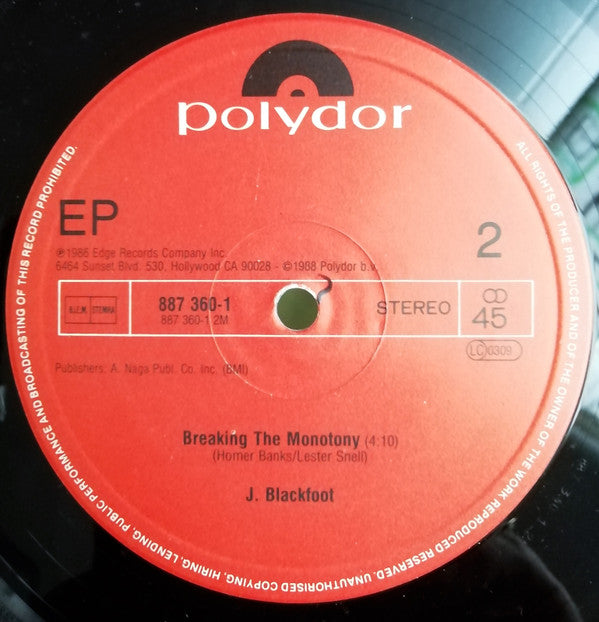 polydor
EP
2
℗1986 Edge Records Company Inc.
6464 Sunset Blvd. 530, Hollywood CA 90028 - ©1988 Polydor b.v.
B.I.E.M. STEMRA
887 360-1
887 360-1 2M
STEREO
45
LC 0309
Publishers: A. Naga Publ. Co. Inc. (BMI)
Breaking The Monotony (4:10)
(Homer Banks/Lester Snell)
J. Blackfoot
ALL RIGHTS OF THE PRODUCER AND OF THE OWNER OF THE WORK REPRODUCED RESERVED. UNAUTHORISED COPYING, HIRING, LENDING, PUBLIC PERFORMANCE AND BROADCASTING OF THIS RECORD PROHIBITED.